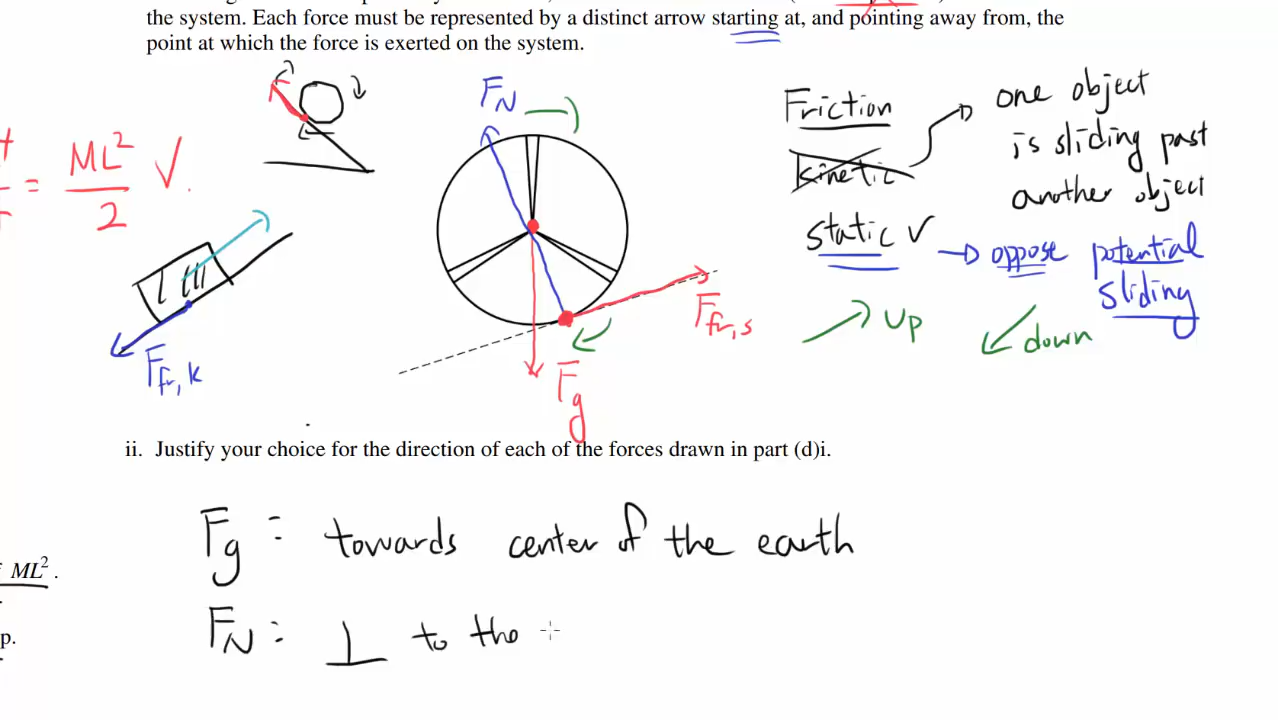 the system. Each force must be represented by a distinct arrow starting at, and pointing away from, the
point at which the force is exerted on the system.
= ML²/2 √.
F_N
Friction
kinetic
one object
is sliding past
another object
static √
→ oppose potential
sliding
F_fr,s
up
down
F_fr,k
F_g
ii. Justify your choice for the direction of each of the forces drawn in part (d)i.
F_g : towards center of the earth
ML².
F_N : ⊥ to the
p.